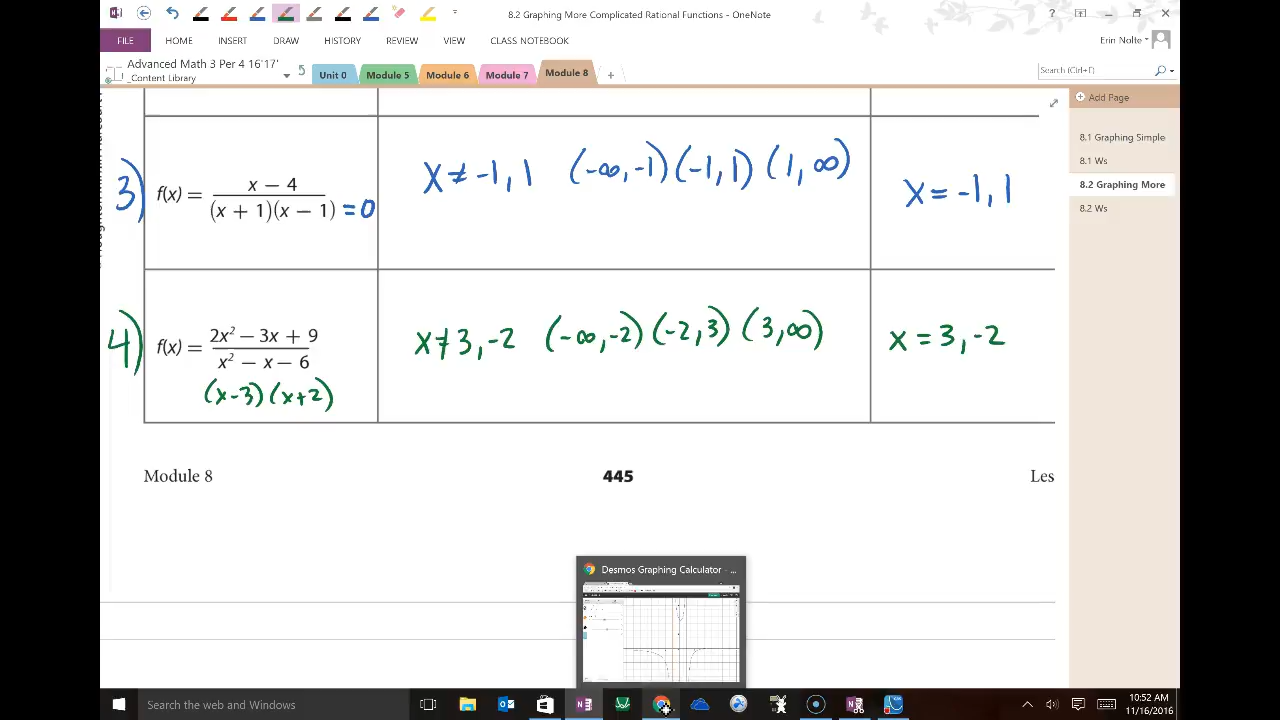 8.2 Graphing More Complicated Rational Functions - OneNote
FILE HOME INSERT DRAW HISTORY REVIEW VIEW CLASS NOTEBOOK
Erin Nolte
Advanced Math 3 Per 4 16'17'
_Content Library
Unit 0 Module 5 Module 6 Module 7 Module 8 +
Search (Ctrl+E)
Add Page
8.1 Graphing Simple
8.1 Ws
8.2 Graphing More
8.2 Ws
3) f(x) = x − 4 / (x + 1)(x − 1) = 0 x ≠ -1, 1 (-∞, -1) (-1, 1) (1, ∞) x = -1, 1
4) f(x) = 2x² − 3x + 9 / x² − x − 6 x ≠ 3, -2 (-∞, -2) (-2, 3) (3, ∞) x = 3, -2
(x-3)(x+2)
Module 8 445 Les
Desmos Graphing Calculator - ...
Search the web and Windows
10:52 AM
11/16/2016